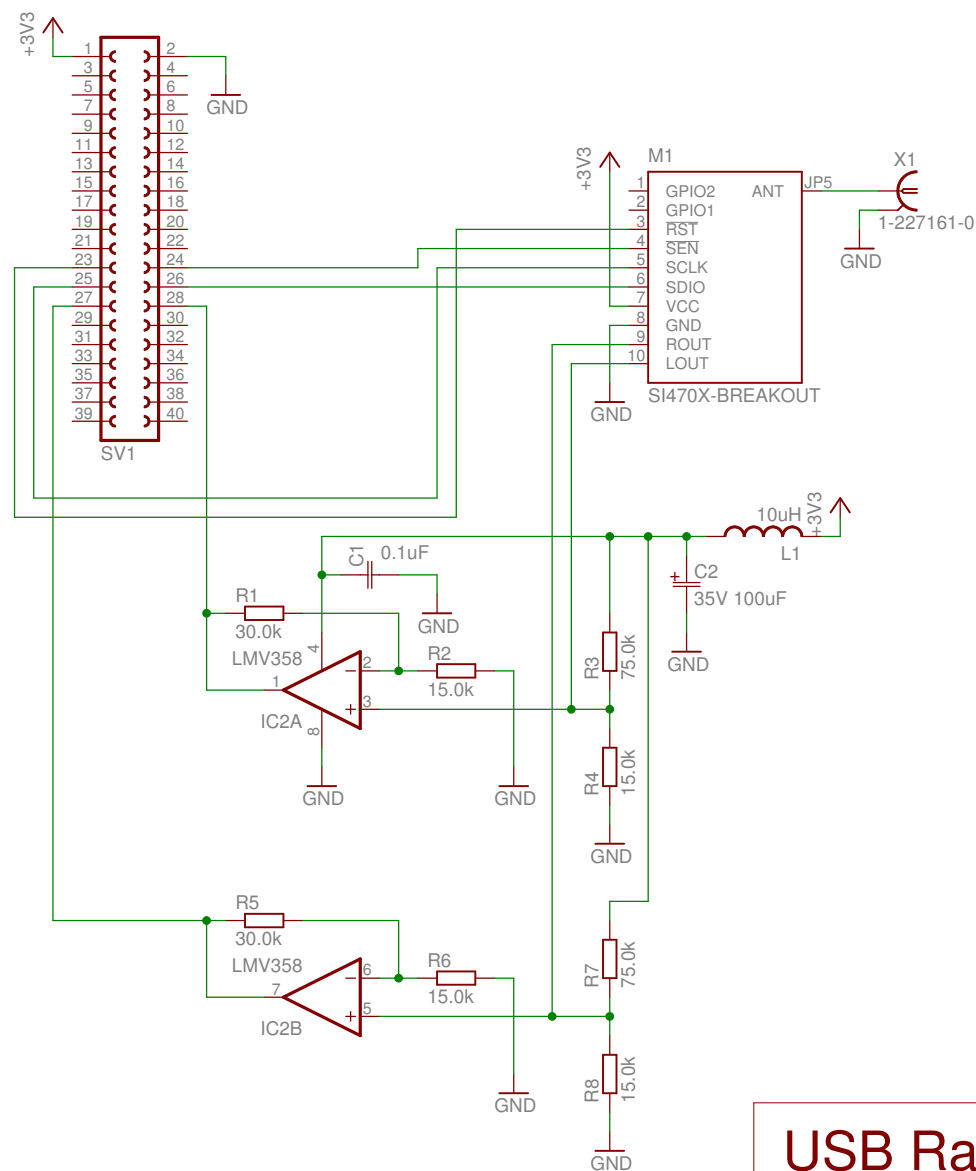 +3V3
1 2
3 4
5 6
7 8
9 10
11 12
13 14
15 16
17 18
19 20
21 22
23 24
25 26
27 28
29 30
31 32
33 34
35 36
37 38
39 40
SV1
GND
+3V3
M1
1 GPIO2 ANT JP5
2 GPIO1
3 RST
4 SEN
5 SCLK
6 SDIO
7 VCC
8 GND
9 ROUT
10 LOUT
SI470X-BREAKOUT
GND
X1
1-227161-0
GND
10uH
L1
+3V3
C2
35V 100uF
GND
C1
0.1uF
GND
R1
30.0k
LMV358
4
2
3
1
8
IC2A
GND
R2
15.0k
GND
R3
75.0k
R4
15.0k
GND
R5
30.0k
LMV358
6
5
7
IC2B
R6
15.0k
GND
R7
75.0k
R8
15.0k
GND
USB Ra